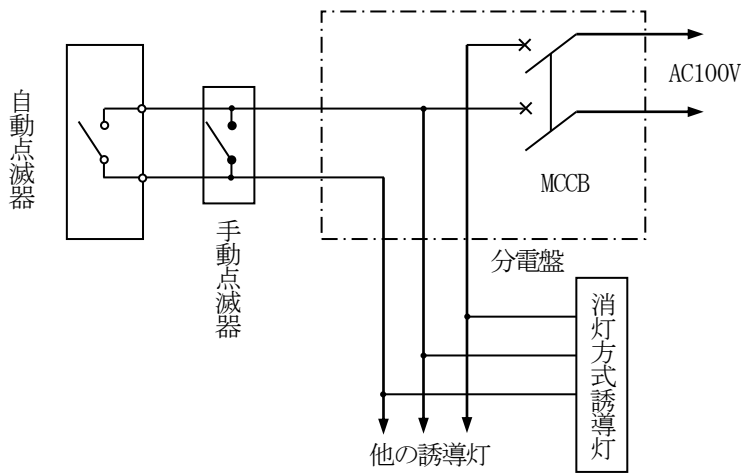 自動点滅器
手動点滅器
AC100V
MCCB
分電盤
消灯方式誘導灯
他の誘導灯